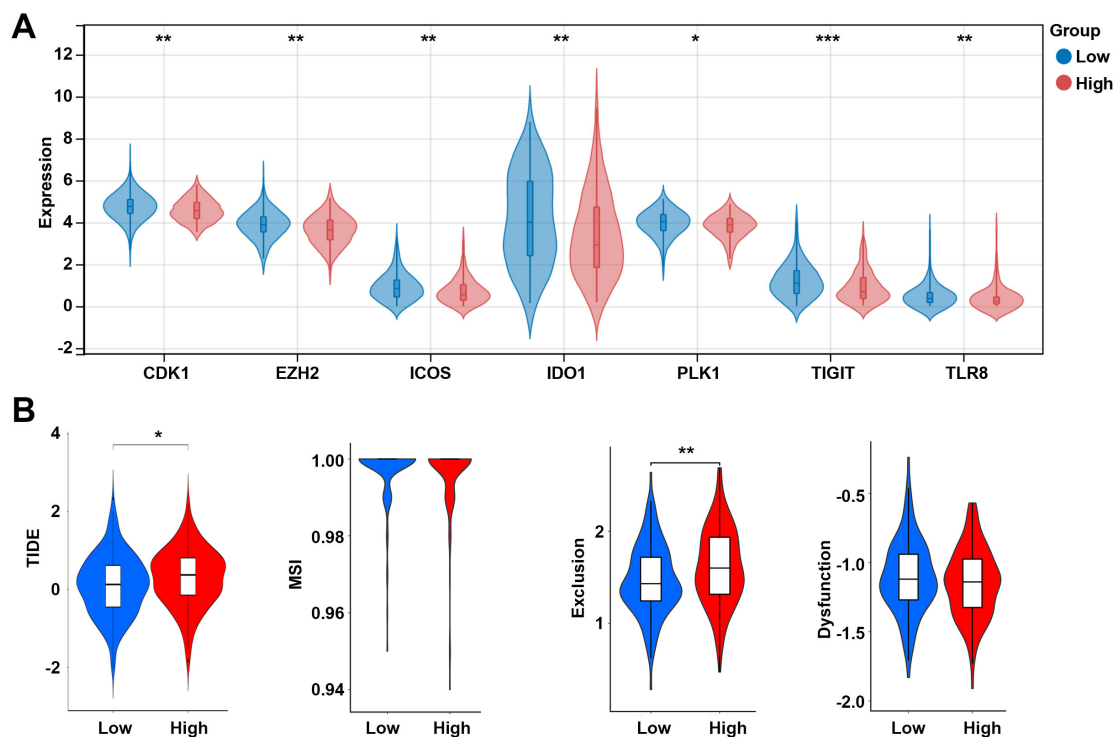 A
Group
Low
High
** ** ** ** * *** **
12
10
8
6
4
2
0
-2
Expression
CDK1 EZH2 ICOS IDO1 PLK1 TIGIT TLR8
B
TIDE
4
2
0
-2
*
Low High
MSI
1.00
0.98
0.96
0.94
Low High
Exclusion
2
1
**
Low High
Dysfunction
-0.5
-1.0
-1.5
-2.0
Low High